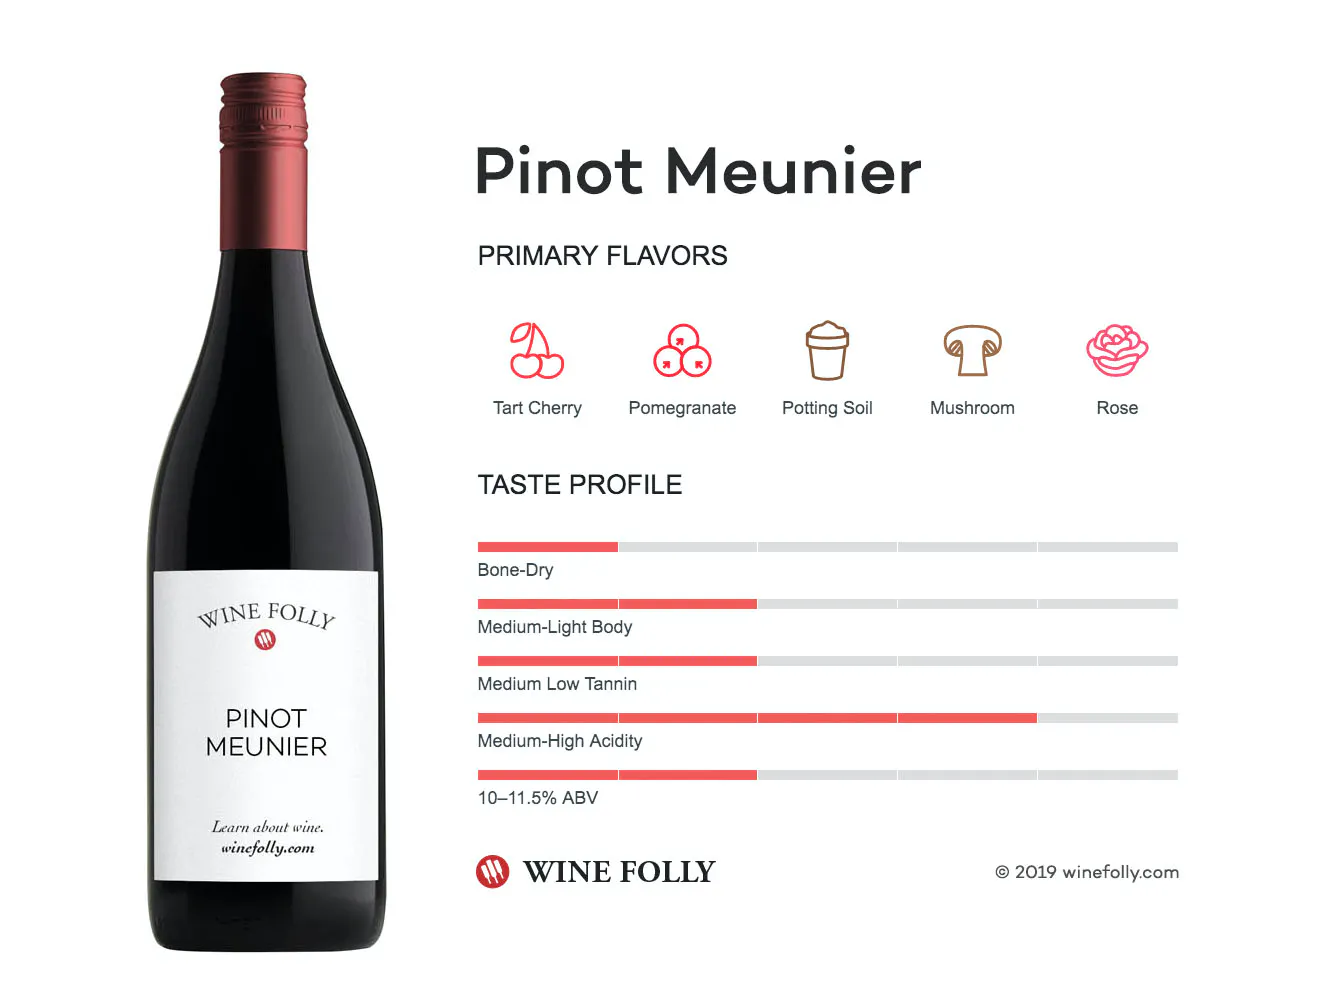 Pinot Meunier
PRIMARY FLAVORS
Tart Cherry
Pomegranate
Potting Soil
Mushroom
Rose
TASTE PROFILE
Bone-Dry
Medium-Light Body
Medium Low Tannin
Medium-High Acidity
10–11.5% ABV
WINE FOLLY
© 2019 winefolly.com
WINE FOLLY
PINOT
MEUNIER
Learn about wine.
winefolly.com